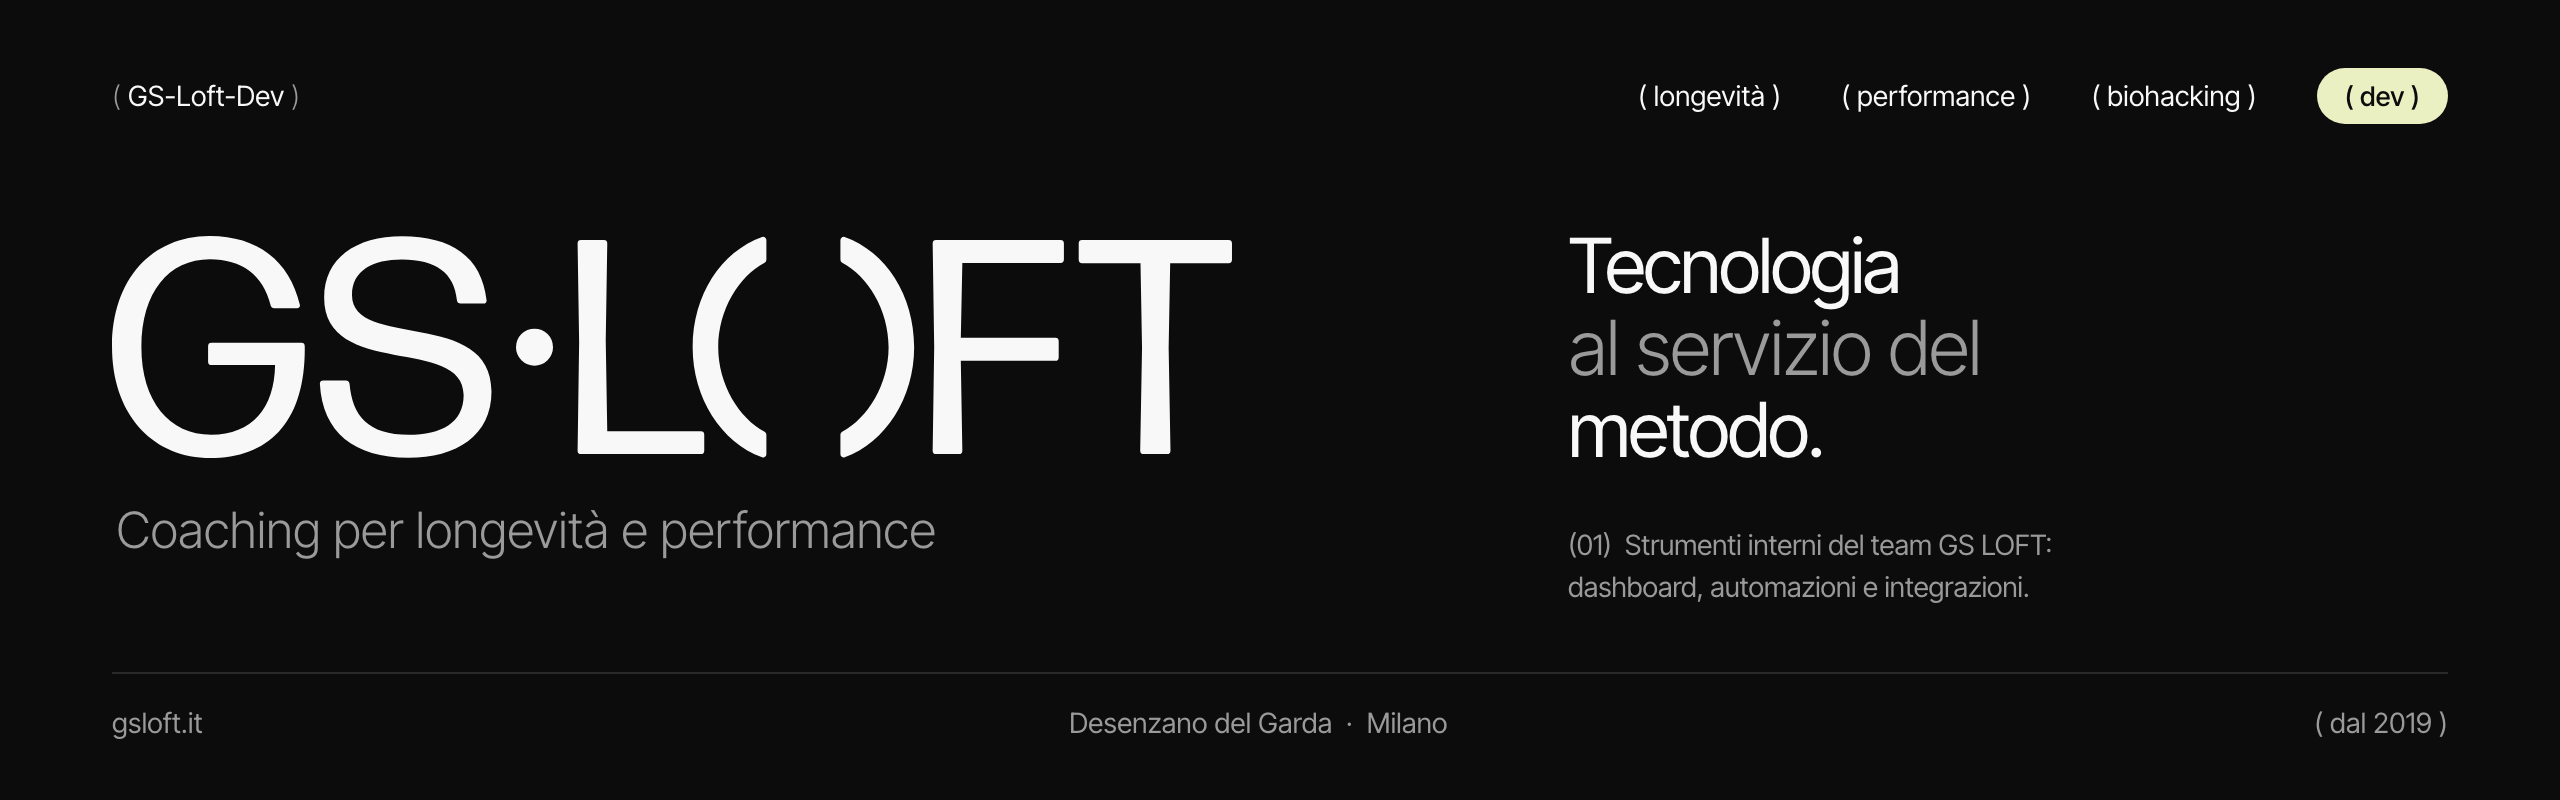 ( GS-Loft-Dev )
( longevità ) ( performance ) ( biohacking ) ( dev )
GS·L( )FT
Coaching per longevità e performance
Tecnologia
al servizio del
metodo.
(01) Strumenti interni del team GS LOFT:
dashboard, automazioni e integrazioni.
gsloft.it
Desenzano del Garda · Milano
( dal 2019 )